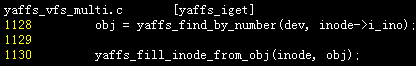 yaffs_vfs_multi.c [yaffs_iget]
1128 obj = yaffs_find_by_number(dev, inode->i_ino);
1129
1130 yaffs_fill_inode_from_obj(inode, obj);